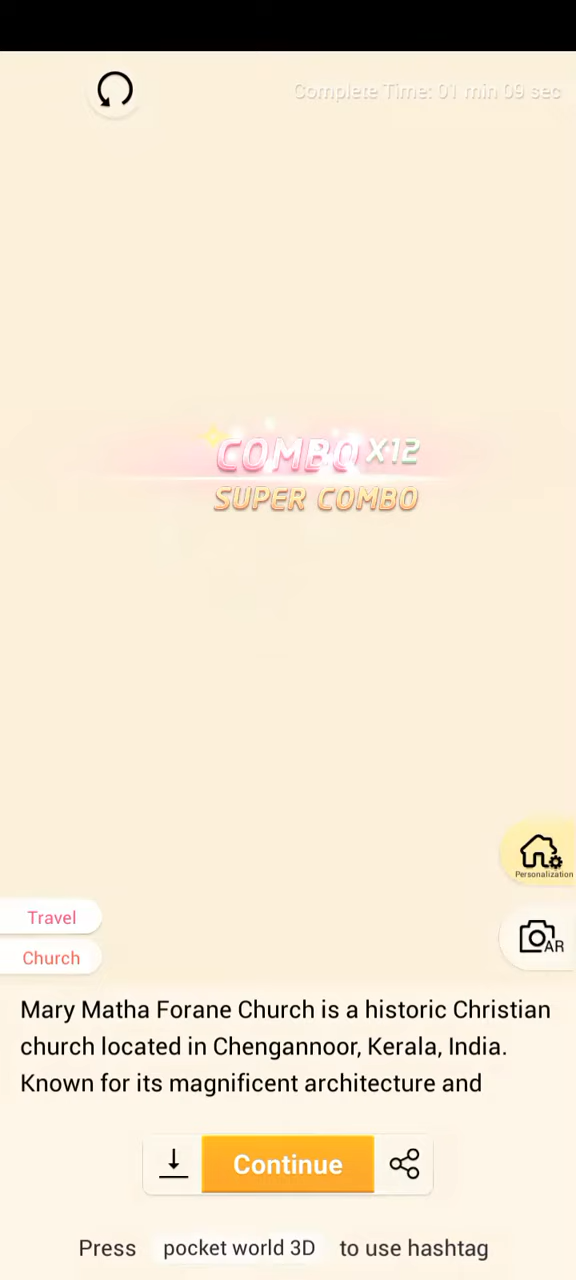 Complete Time: 01 min 09 sec
COMBO X12
SUPER COMBO
Personalization
AR
Travel
Church
Mary Matha Forane Church is a historic Christian
church located in Chengannoor, Kerala, India.
Known for its magnificent architecture and
Continue
Press pocket world 3D to use hashtag